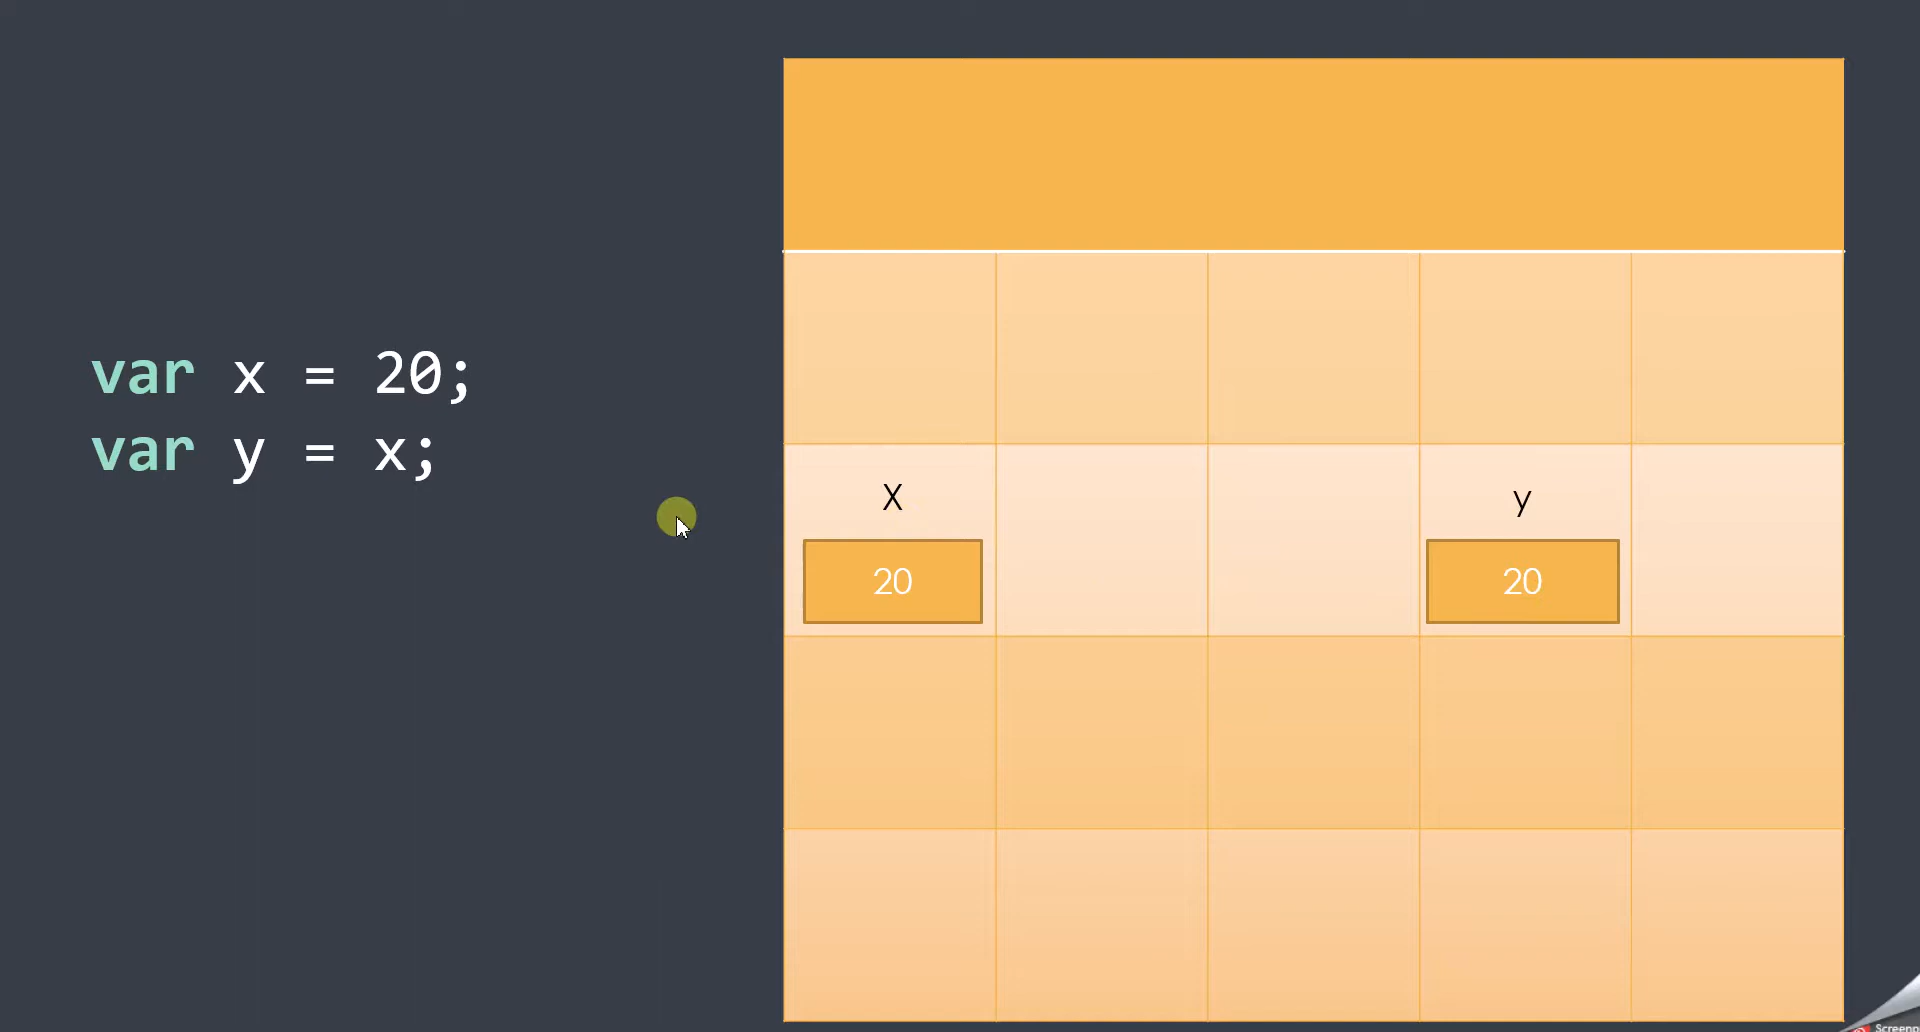 var x = 20;
var y = x;
X
y
20
20